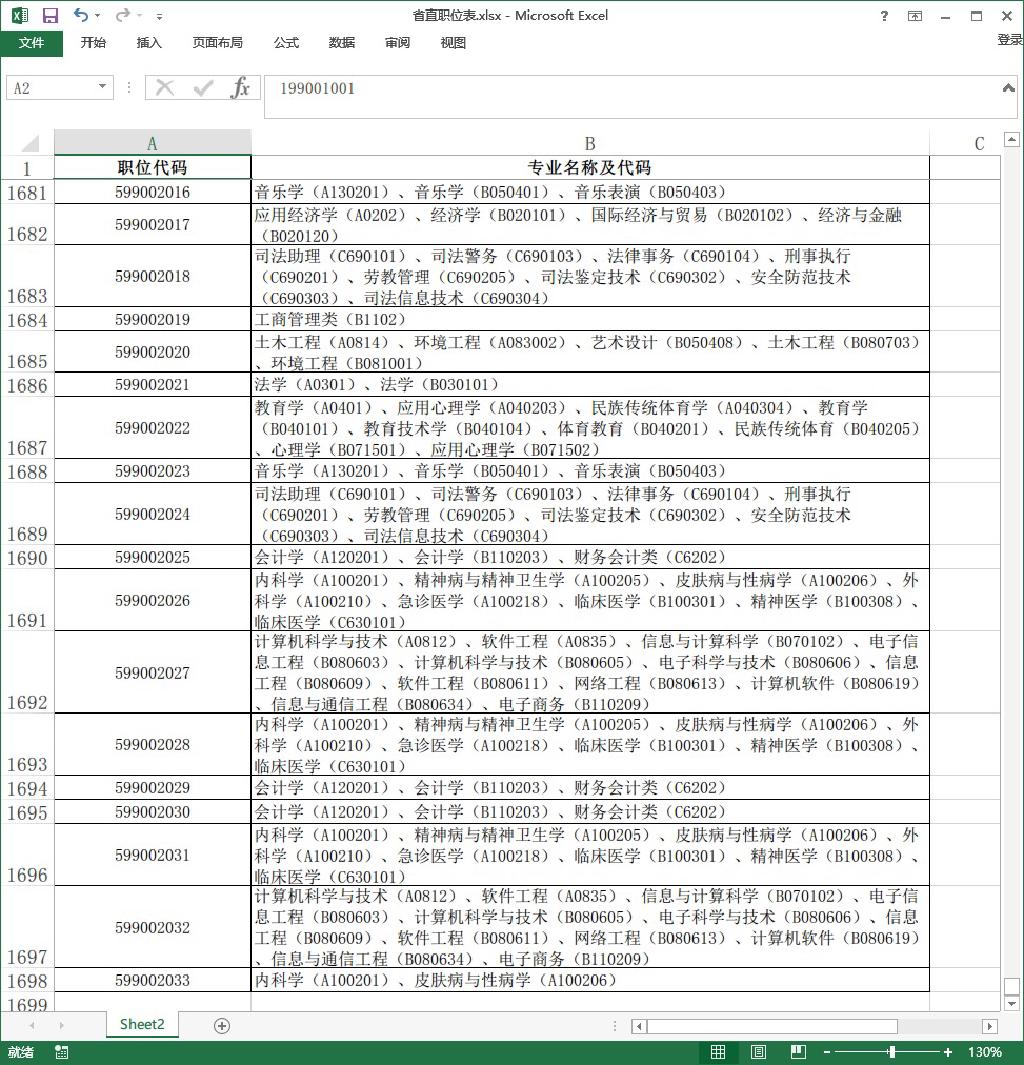 省直职位表.xlsx - Microsoft Excel
?
文件 开始 插入 页面布局 公式 数据 审阅 视图 登录
A2 fx 199001001
A B C
1 职位代码 专业名称及代码
1681 599002016 音乐学（A130201）、音乐学（B050401）、音乐表演（B050403）
1682 599002017 应用经济学（A0202）、经济学（B020101）、国际经济与贸易（B020102）、经济与金融
（B020120）
1683 599002018 司法助理（C690101）、司法警务（C690103）、法律事务（C690104）、刑事执行
（C690201）、劳教管理（C690205）、司法鉴定技术（C690302）、安全防范技术
（C690303）、司法信息技术（C690304）
1684 599002019 工商管理类（B1102）
1685 599002020 土木工程（A0814）、环境工程（A083002）、艺术设计（B050408）、土木工程（B080703）
、环境工程（B081001）
1686 599002021 法学（A0301）、法学（B030101）
1687 599002022 教育学（A0401）、应用心理学（A040203）、民族传统体育学（A040304）、教育学
（B040101）、教育技术学（B040104）、体育教育（B040201）、民族传统体育（B040205）
、心理学（B071501）、应用心理学（B071502）
1688 599002023 音乐学（A130201）、音乐学（B050401）、音乐表演（B050403）
1689 599002024 司法助理（C690101）、司法警务（C690103）、法律事务（C690104）、刑事执行
（C690201）、劳教管理（C690205）、司法鉴定技术（C690302）、安全防范技术
（C690303）、司法信息技术（C690304）
1690 599002025 会计学（A120201）、会计学（B110203）、财务会计类（C6202）
1691 599002026 内科学（A100201）、精神病与精神卫生学（A100205）、皮肤病与性病学（A100206）、外
科学（A100210）、急诊医学（A100218）、临床医学（B100301）、精神医学（B100308）、
临床医学（C630101）
1692 599002027 计算机科学与技术（A0812）、软件工程（A0835）、信息与计算科学（B070102）、电子信
息工程（B080603）、计算机科学与技术（B080605）、电子科学与技术（B080606）、信息
工程（B080609）、软件工程（B080611）、网络工程（B080613）、计算机软件（B080619）
、信息与通信工程（B080634）、电子商务（B110209）
1693 599002028 内科学（A100201）、精神病与精神卫生学（A100205）、皮肤病与性病学（A100206）、外
科学（A100210）、急诊医学（A100218）、临床医学（B100301）、精神医学（B100308）、
临床医学（C630101）
1694 599002029 会计学（A120201）、会计学（B110203）、财务会计类（C6202）
1695 599002030 会计学（A120201）、会计学（B110203）、财务会计类（C6202）
1696 599002031 内科学（A100201）、精神病与精神卫生学（A100205）、皮肤病与性病学（A100206）、外
科学（A100210）、急诊医学（A100218）、临床医学（B100301）、精神医学（B100308）、
临床医学（C630101）
1697 599002032 计算机科学与技术（A0812）、软件工程（A0835）、信息与计算科学（B070102）、电子信
息工程（B080603）、计算机科学与技术（B080605）、电子科学与技术（B080606）、信息
工程（B080609）、软件工程（B080611）、网络工程（B080613）、计算机软件（B080619）
、信息与通信工程（B080634）、电子商务（B110209）
1698 599002033 内科学（A100201）、皮肤病与性病学（A100206）
1699
Sheet2
就绪 130%